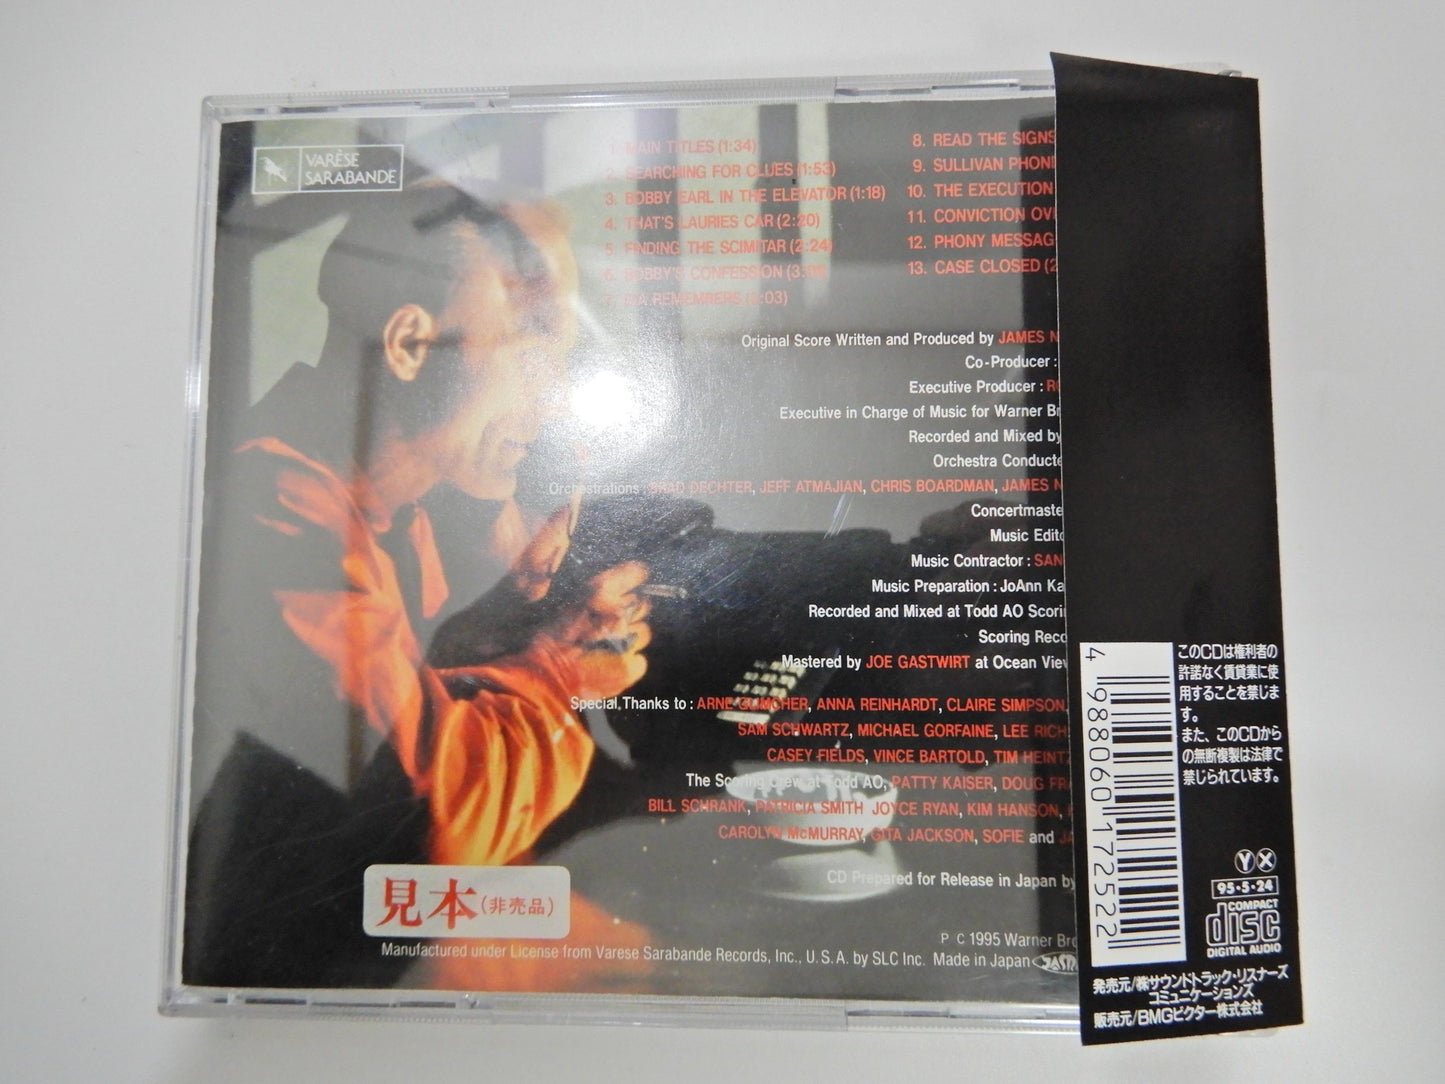 VARÈSE
SARABANDE
1. MAIN TITLES (1:34)
2. SEARCHING FOR CLUES (1:53)
3. BOBBY EARL IN THE ELEVATOR (1:18)
4. THAT'S LAURIES CAR (2:20)
5. FINDING THE SCIMITAR (2:24)
6. BOBBY'S CONFESSION
7. REMEMBERS
8. READ THE SIGNS
9. SULLIVAN PHON
10. THE EXECUTION
11. CONVICTION OV
12. PHONY MESSAG
13. CASE CLOSED (2
Original Score Written and Produced by JAMES N
Co-Producer :
Executive Producer : R
Executive in Charge of Music for Warner Br
Recorded and Mixed by
Orchestra Conducte
Orchestrations : BRAD DECHTER, JEFF ATMAJIAN, CHRIS BOARDMAN, JAMES N
Concertmaste
Music Edito
Music Contractor : SAN
Music Preparation : JoAnn Ka
Recorded and Mixed at Todd AO Scori
Scoring Reco
Mastered by JOE GASTWIRT at Ocean Vie
Special Thanks to : ARNE GLIMCHER, ANNA REINHARDT, CLAIRE SIMPSON,
SAM SCHWARTZ, MICHAEL GORFAINE, LEE RICH
CASEY FIELDS, VINCE BARTOLD, TIM HEINTZ
The Scoring Crew at Todd AO, PATTY KAISER, DOUG FR
BILL SCHRANK, PATRICIA SMITH JOYCE RYAN, KIM HANSON,
CAROLYN McMURRAY, GITA JACKSON, SOFIE and
CD Prepared for Release in Japan by
見本(非売品)
P C 1995 Warner Bro
Manufactured under License from Varese Sarabande Records, Inc., U.S.A. by SLC Inc. Made in Japan
このCDは権利者の
許諾なく賃貸業に使
用することを禁じま
す。
また、このCDから
の無断複製は法律で
禁じられています。
4 988060 172522
Y X
95・5・24
COMPACT
disc
DIGITAL AUDIO
発売元/㈱サウンドトラック・リスナーズ
コミュニケーションズ
販売元/BMGビクター株式会社